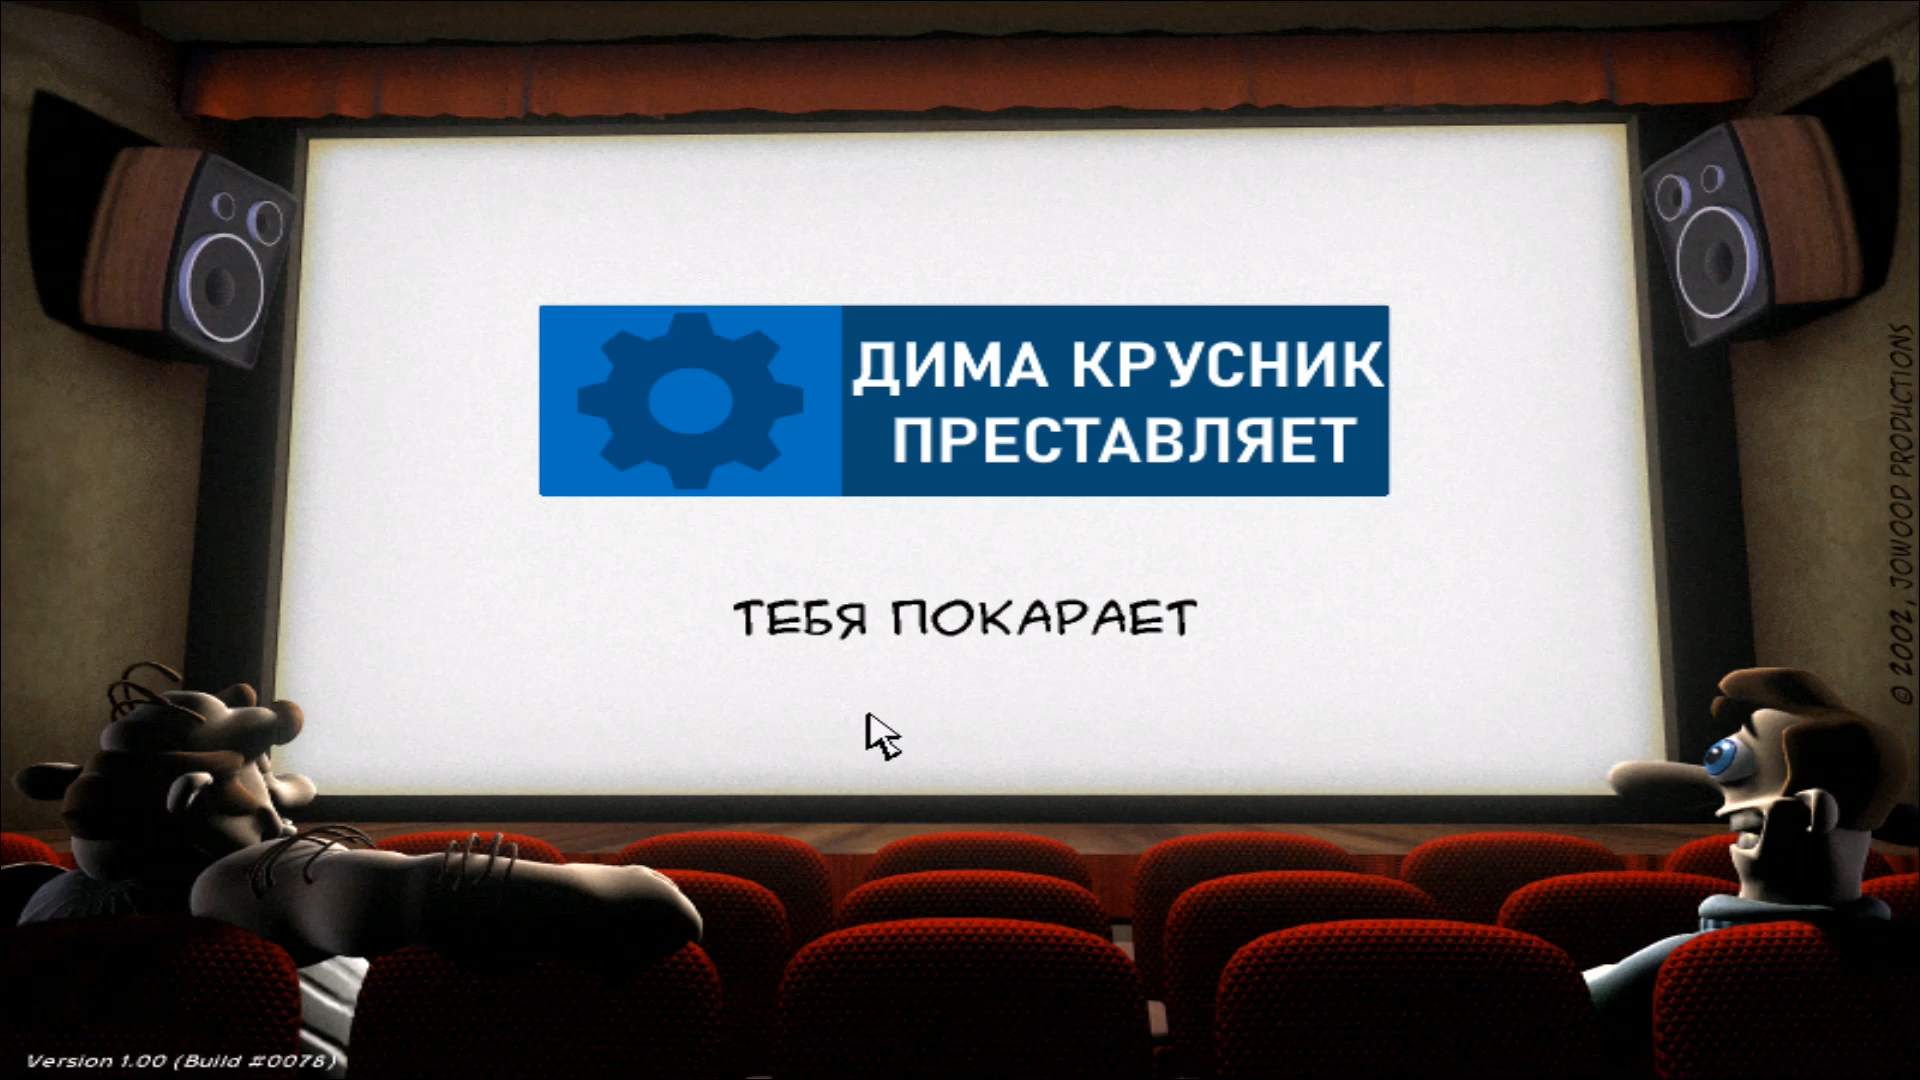 ДИМА КРУСНИК
ПРЕСТАВЛЯЕТ
ТЕБЯ ПОКАРАЕТ
© 2002, JOWOOD PRODUCTIONS
Version 1.00 (Build #0078)